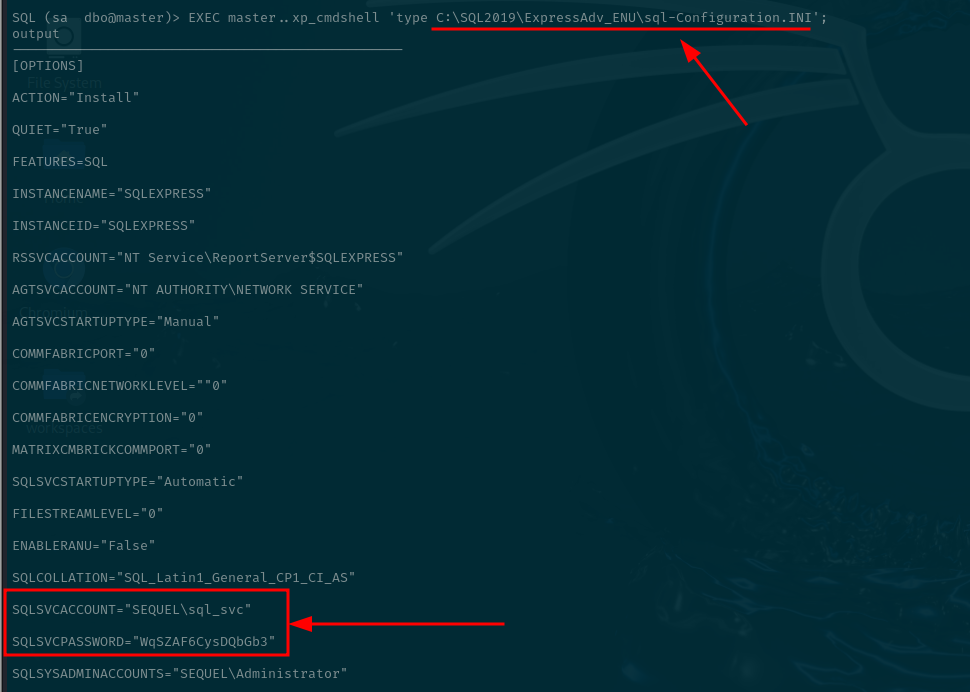 SQL (sa  dbo@master)> EXEC master..xp_cmdshell 'type C:\SQL2019\ExpressAdv_ENU\sql-Configuration.INI';
output
File System
[OPTIONS]
ACTION="Install"
QUIET="True"
FEATURES=SQL
INSTANCENAME="SQLEXPRESS"
INSTANCEID="SQLEXPRESS"
RSSVCACCOUNT="NT Service\ReportServer$SQLEXPRESS"
AGTSVCACCOUNT="NT AUTHORITY\NETWORK SERVICE"
AGTSVCSTARTUPTYPE="Manual"
COMMFABRICPORT="0"
COMMFABRICNETWORKLEVEL=""0"
COMMFABRICENCRYPTION="0"
workspaces
MATRIXCMBRICKCOMMPORT="0"
SQLSVCSTARTUPTYPE="Automatic"
FILESTREAMLEVEL="0"
ENABLERANU="False"
SQLCOLLATION="SQL_Latin1_General_CP1_CI_AS"
SQLSVCACCOUNT="SEQUEL\sql_svc"
SQLSVCPASSWORD="WqSZAF6CysDQbGb3"
SQLSYSADMINACCOUNTS="SEQUEL\Administrator"